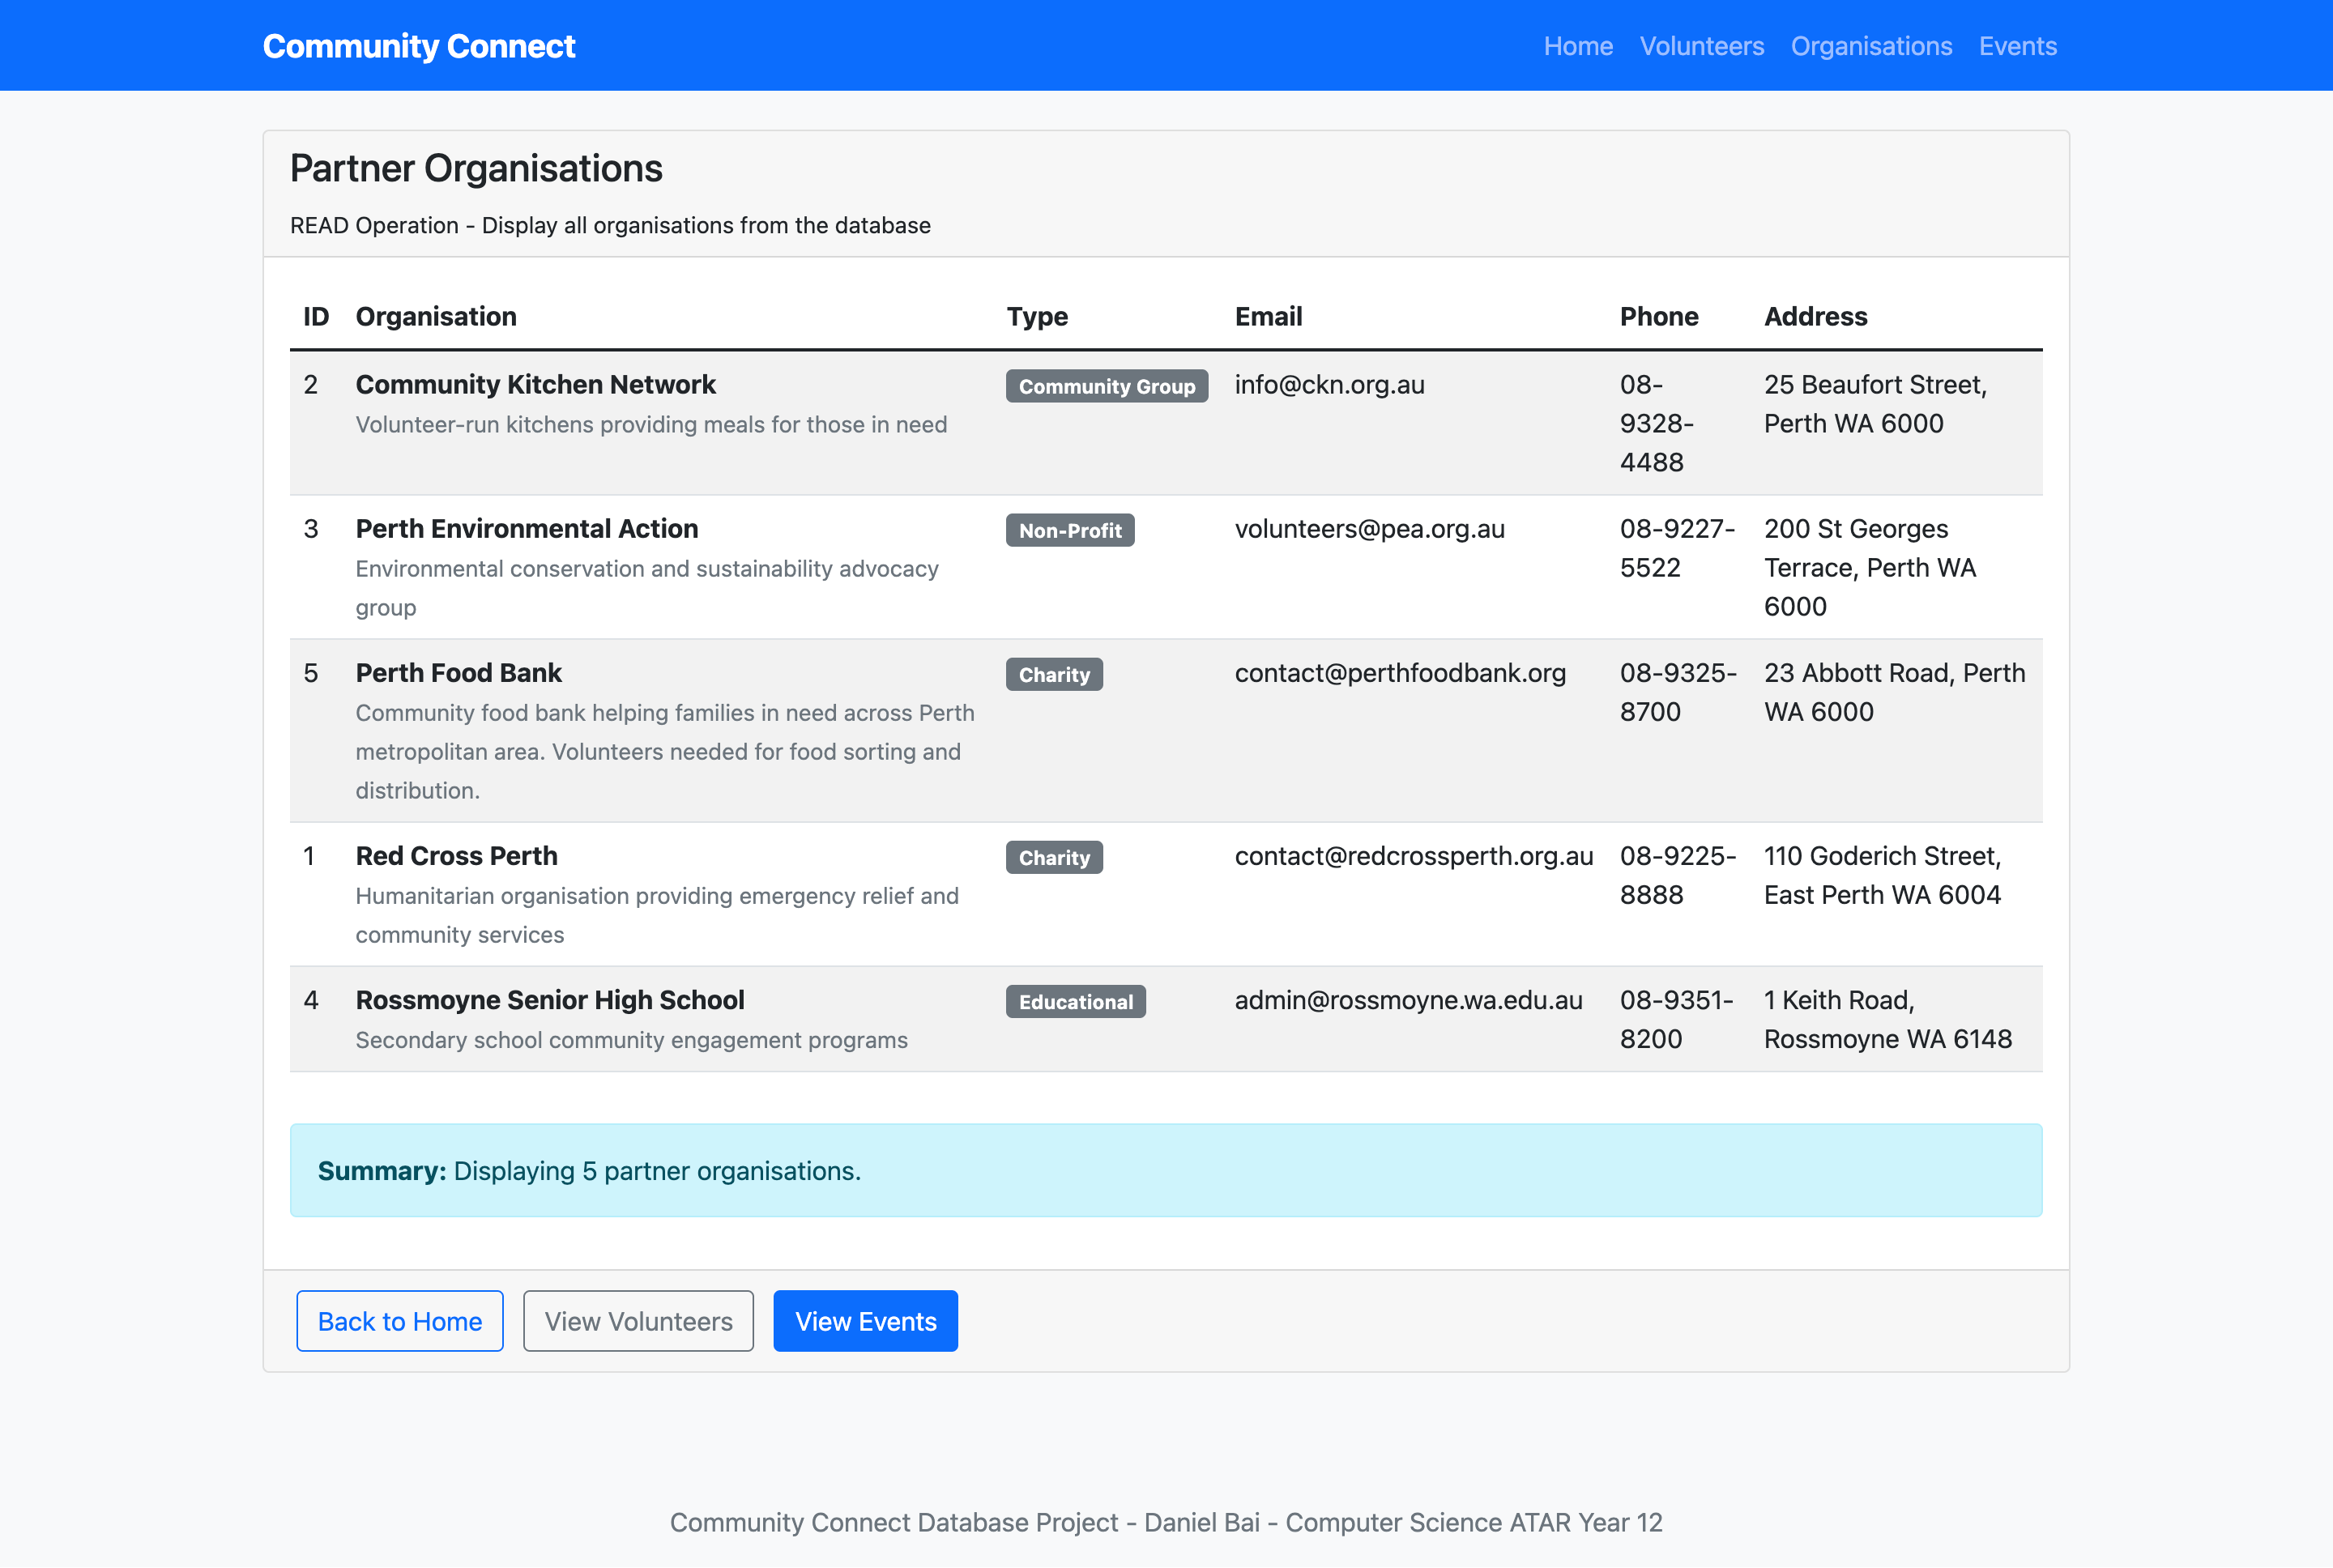 Community Connect
Home Volunteers Organisations Events
Partner Organisations
READ Operation - Display all organisations from the database
ID Organisation Type Email Phone Address
2 Community Kitchen Network Community Group info@ckn.org.au 08- 25 Beaufort Street,
Volunteer-run kitchens providing meals for those in need 9328- Perth WA 6000
4488
3 Perth Environmental Action Non-Profit volunteers@pea.org.au 08-9227- 200 St Georges
Environmental conservation and sustainability advocacy 5522 Terrace, Perth WA
group 6000
5 Perth Food Bank Charity contact@perthfoodbank.org 08-9325- 23 Abbott Road, Perth
Community food bank helping families in need across Perth 8700 WA 6000
metropolitan area. Volunteers needed for food sorting and
distribution.
1 Red Cross Perth Charity contact@redcrossperth.org.au 08-9225- 110 Goderich Street,
Humanitarian organisation providing emergency relief and 8888 East Perth WA 6004
community services
4 Rossmoyne Senior High School Educational admin@rossmoyne.wa.edu.au 08-9351- 1 Keith Road,
Secondary school community engagement programs 8200 Rossmoyne WA 6148
Summary: Displaying 5 partner organisations.
Back to Home View Volunteers View Events
Community Connect Database Project - Daniel Bai - Computer Science ATAR Year 12